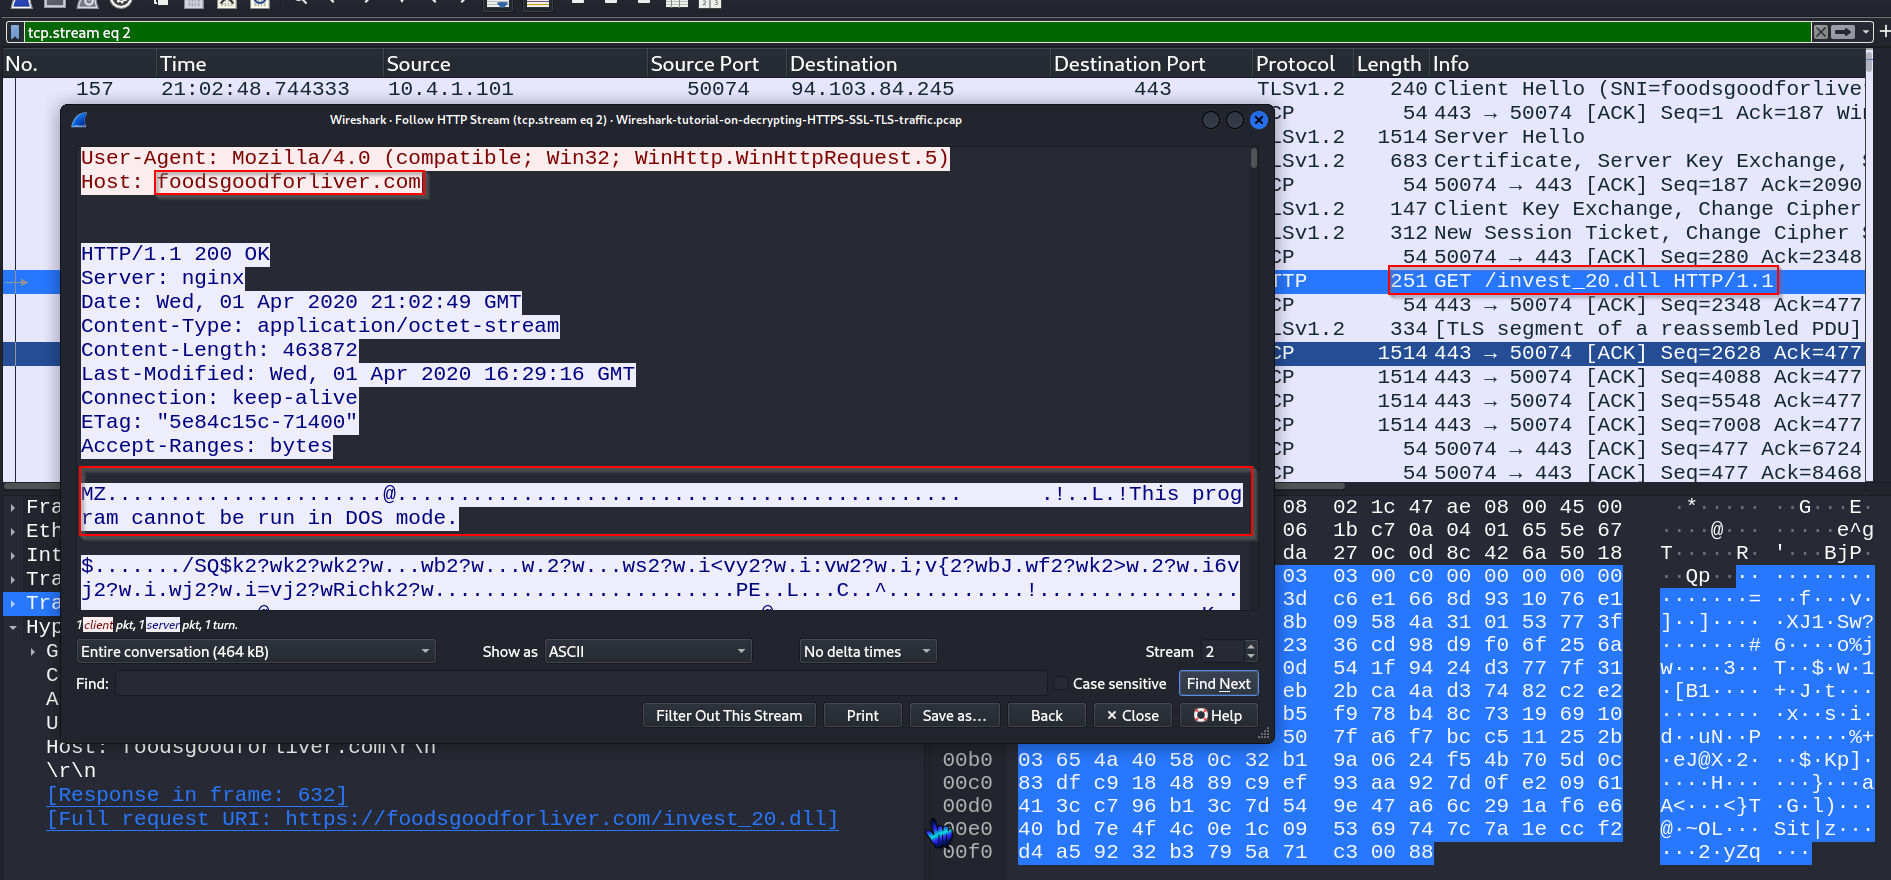 tcp.stream eq 2
No. Time Source Source Port Destination Destination Port Protocol Length Info
157 21:02:48.744333 10.4.1.101 50074 94.103.84.245 443 TLSv1.2 240 Client Hello (SNI=foodsgoodforlive
CP 54 443 → 50074 [ACK] Seq=1 Ack=187 Wi
LSv1.2 1514 Server Hello
LSv1.2 683 Certificate, Server Key Exchange,
CP 54 50074 → 443 [ACK] Seq=187 Ack=2090
LSv1.2 147 Client Key Exchange, Change Cipher
LSv1.2 312 New Session Ticket, Change Cipher
CP 54 50074 → 443 [ACK] Seq=280 Ack=2348
TTP 251 GET /invest_20.dll HTTP/1.1
CP 54 443 → 50074 [ACK] Seq=2348 Ack=477
LSv1.2 334 [TLS segment of a reassembled PDU]
CP 1514 443 → 50074 [ACK] Seq=2628 Ack=477
CP 1514 443 → 50074 [ACK] Seq=4088 Ack=477
CP 1514 443 → 50074 [ACK] Seq=5548 Ack=477
CP 1514 443 → 50074 [ACK] Seq=7008 Ack=477
CP 54 50074 → 443 [ACK] Seq=477 Ack=6724
CP 54 50074 → 443 [ACK] Seq=477 Ack=8468
Wireshark · Follow HTTP Stream (tcp.stream eq 2) · Wireshark-tutorial-on-decrypting-HTTPS-SSL-TLS-traffic.pcap
User-Agent: Mozilla/4.0 (compatible; Win32; WinHttp.WinHttpRequest.5)
Host: foodsgoodforliver.com
HTTP/1.1 200 OK
Server: nginx
Date: Wed, 01 Apr 2020 21:02:49 GMT
Content-Type: application/octet-stream
Content-Length: 463872
Last-Modified: Wed, 01 Apr 2020 16:29:16 GMT
Connection: keep-alive
ETag: "5e84c15c-71400"
Accept-Ranges: bytes
MZ......................@............................................. .!..L.!This prog
ram cannot be run in DOS mode.
$......./SQ$k2?wk2?wk2?w...wb2?w...w.2?w...ws2?w.i<vy2?w.i:vw2?w.i;v{2?wbJ.wf2?wk2>w.2?w.i6v
j2?w.i.wj2?w.i=vj2?wRichk2?w........................PE..L...C..^...........!................
1 client pkt, 1 server pkt, 1 turn.
Entire conversation (464 kB) Show as ASCII No delta times Stream 2
Find: Case sensitive Find Next
Filter Out This Stream Print Save as… Back × Close Help
Fra
Eth
Int
Tra
Tra
Hyp
G
C
A
U
Host: foodsgoodforliver.com\r\n
\r\n
[Response in frame: 632]
[Full request URI: https://foodsgoodforliver.com/invest_20.dll]
08 02 1c 47 ae 08 00 45 00 ·*··· ··G···E·
06 1b c7 0a 04 01 65 5e 67 ····@··· ·····e^g
da 27 0c 0d 8c 42 6a 50 18 T·····R· '···BjP·
03 03 00 c0 00 00 00 00 00 ··Qp···· ········
3d c6 e1 66 8d 93 10 76 e1 ·······= ··f···v·
8b 09 58 4a 31 01 53 77 3f ]··]···· ·XJ1·Sw?
23 36 cd 98 d9 f0 6f 25 6a ·······# 6····o%j
0d 54 1f 94 24 d3 77 7f 31 w····3·· T··$·w·1
eb 2b ca 4a d3 74 82 c2 e2 ·[B1···· +·J·t···
b5 f9 78 b4 8c 73 19 69 10 ········ ·x··s·i·
50 7f a6 f7 bc c5 11 25 2b d··uN··P ······%+
00b0 03 65 4a 40 58 0c 32 b1 9a 06 24 f5 4b 70 5d 0c ·eJ@X·2· ··$·Kp]·
00c0 83 df c9 18 48 89 c9 ef 93 aa 92 7d 0f e2 09 61 ····H··· ···}···a
00d0 41 3c c7 96 b1 3c 7d 54 9e 47 a6 6c 29 1a f6 e6 A<···<}T ·G·l)···
00e0 40 bd 7e 4f 4c 0e 1c 09 53 69 74 7c 7a 1e cc f2 @·~OL··· Sit|z···
00f0 d4 a5 92 32 b3 79 5a 71 c3 00 88 ···2·yZq ···